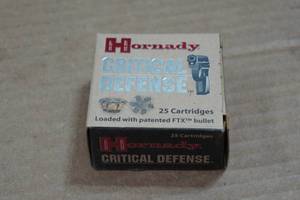 Hornady
CRITICAL
DEFENSE
25 Cartridges
Loaded with patented FTX™ bullet
25 Cartridges
Hornady
CRITICAL DEFENSE